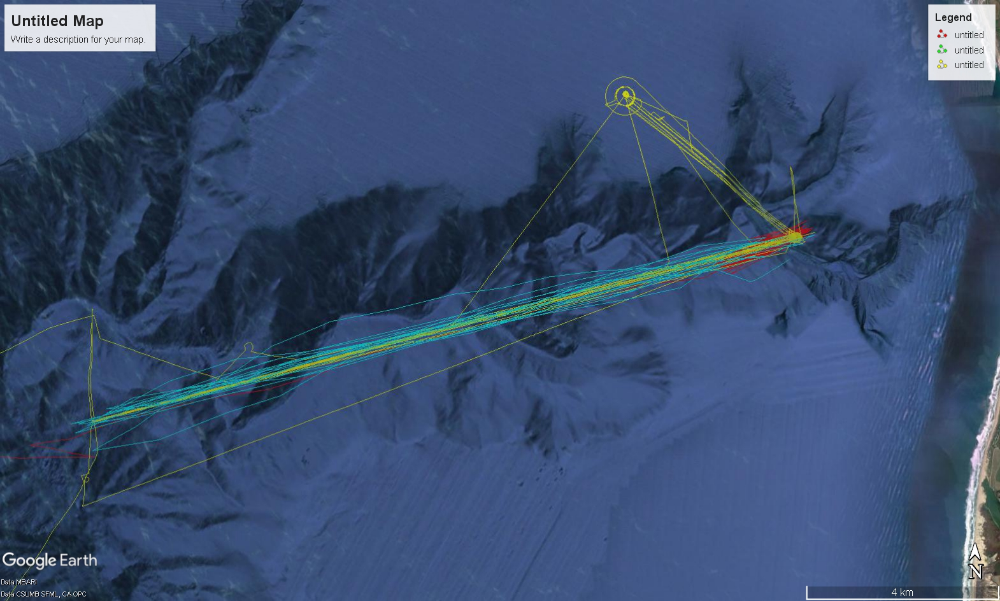 Untitled Map
Write a description for your map.
Legend
untitled
untitled
untitled
Google Earth
Data MBARI
Data CSUMB SFML, CA OPC
N
4 km